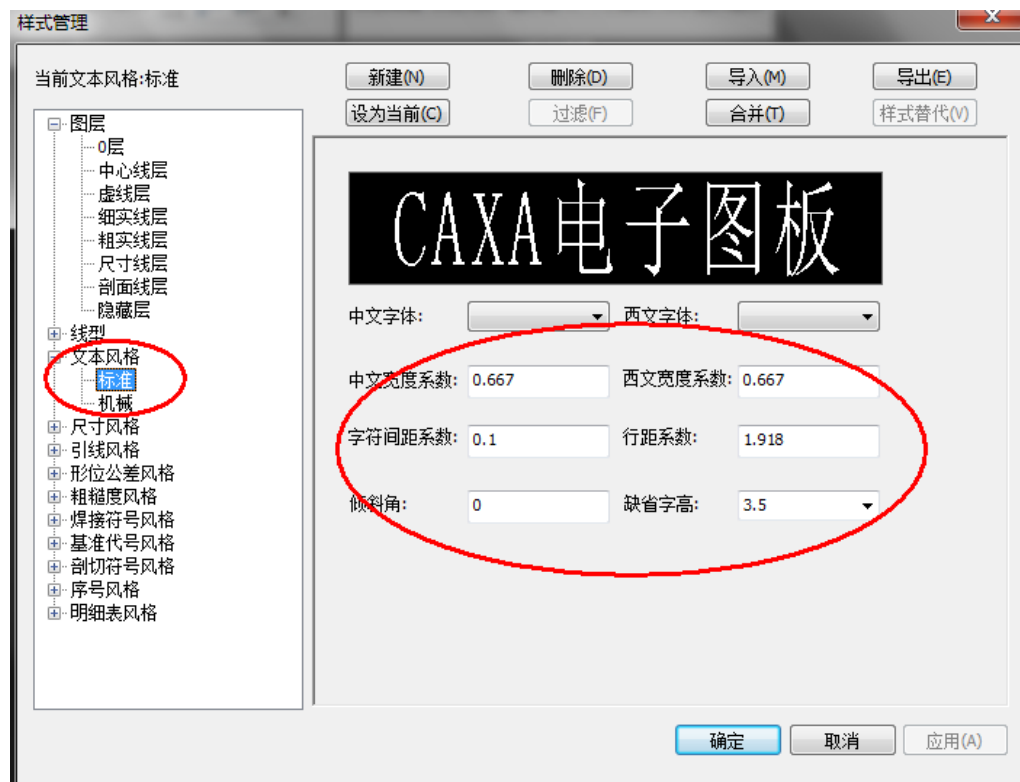 样式管理
当前文本风格:标准
新建(N) 删除(D) 导入(M) 导出(E)
设为当前(C) 过滤(F) 合并(T) 样式替代(V)
图层
0层
中心线层
虚线层
细实线层
粗实线层
尺寸线层
剖面线层
隐藏层
线型
文本风格
标准
机械
尺寸风格
引线风格
形位公差风格
粗糙度风格
焊接符号风格
基准代号风格
剖切符号风格
序号风格
明细表风格
CAXA电子图板
中文字体: 西文字体:
中文宽度系数: 0.667 西文宽度系数: 0.667
字符间距系数: 0.1 行距系数: 1.918
倾斜角: 0 缺省字高: 3.5
确定 取消 应用(A)